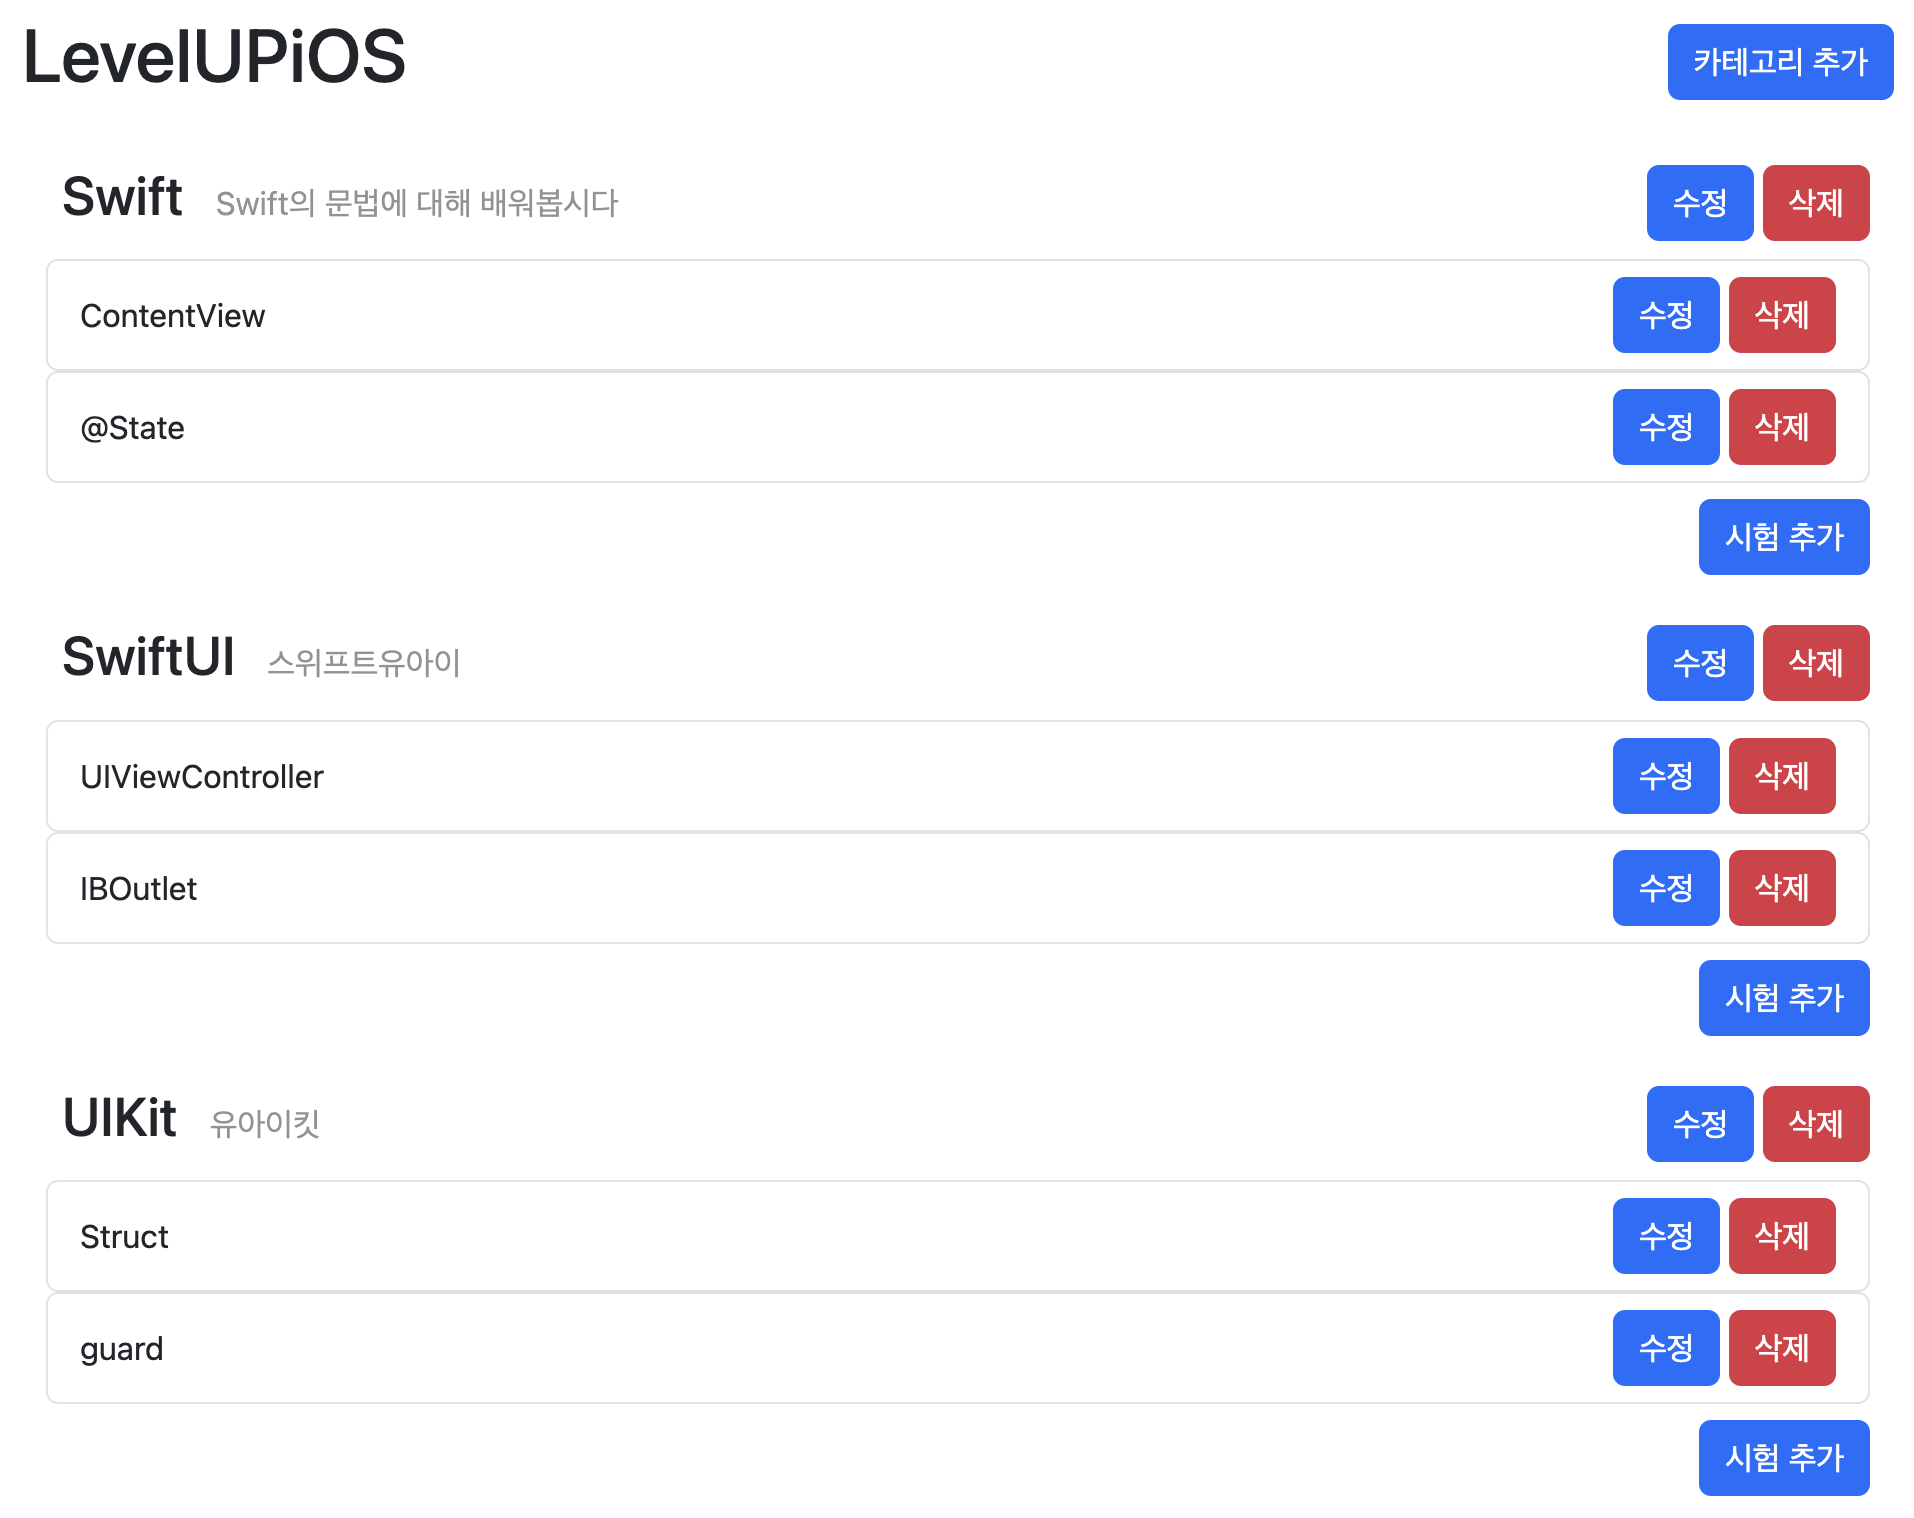 LevelUPiOS 카테고리 추가
Swift Swift의 문법에 대해 배워봅시다 수정 삭제
ContentView 수정 삭제
@State 수정 삭제
시험 추가
SwiftUI 스위프트유아이 수정 삭제
UIViewController 수정 삭제
IBOutlet 수정 삭제
시험 추가
UIKit 유아이킷 수정 삭제
Struct 수정 삭제
guard 수정 삭제
시험 추가